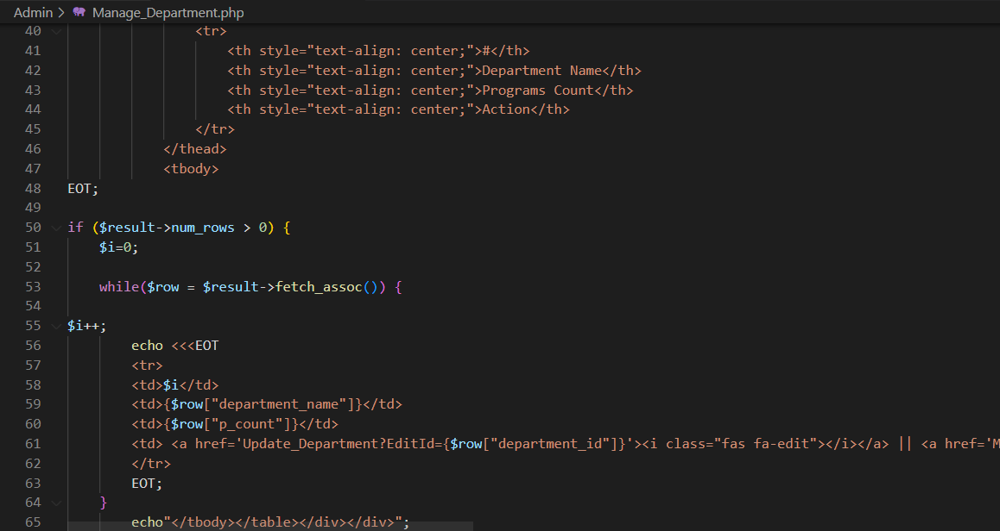 Admin > Manage_Department.php
40 <tr>
41 <th style="text-align: center;">#</th>
42 <th style="text-align: center;">Department Name</th>
43 <th style="text-align: center;">Programs Count</th>
44 <th style="text-align: center;">Action</th>
45 </tr>
46 </thead>
47 <tbody>
48 EOT;
49
50 if ($result->num_rows > 0) {
51 $i=0;
52
53 while($row = $result->fetch_assoc()) {
54
55 $i++;
56 echo <<<EOT
57 <tr>
58 <td>$i</td>
59 <td>{$row["department_name"]}</td>
60 <td>{$row["p_count"]}</td>
61 <td> <a href='Update_Department?EditId={$row["department_id"]}'><i class="fas fa-edit"></i></a> || <a href='M
62 </tr>
63 EOT;
64 }
65 echo"</tbody></table></div></div>";